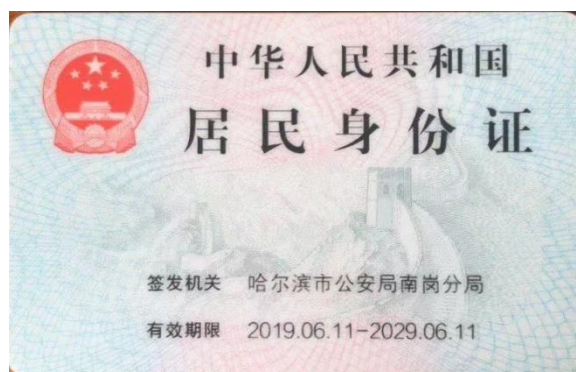 中华人民共和国
居民身份证
签发机关 哈尔滨市公安局南岗分局
有效期限 2019.06.11-2029.06.11